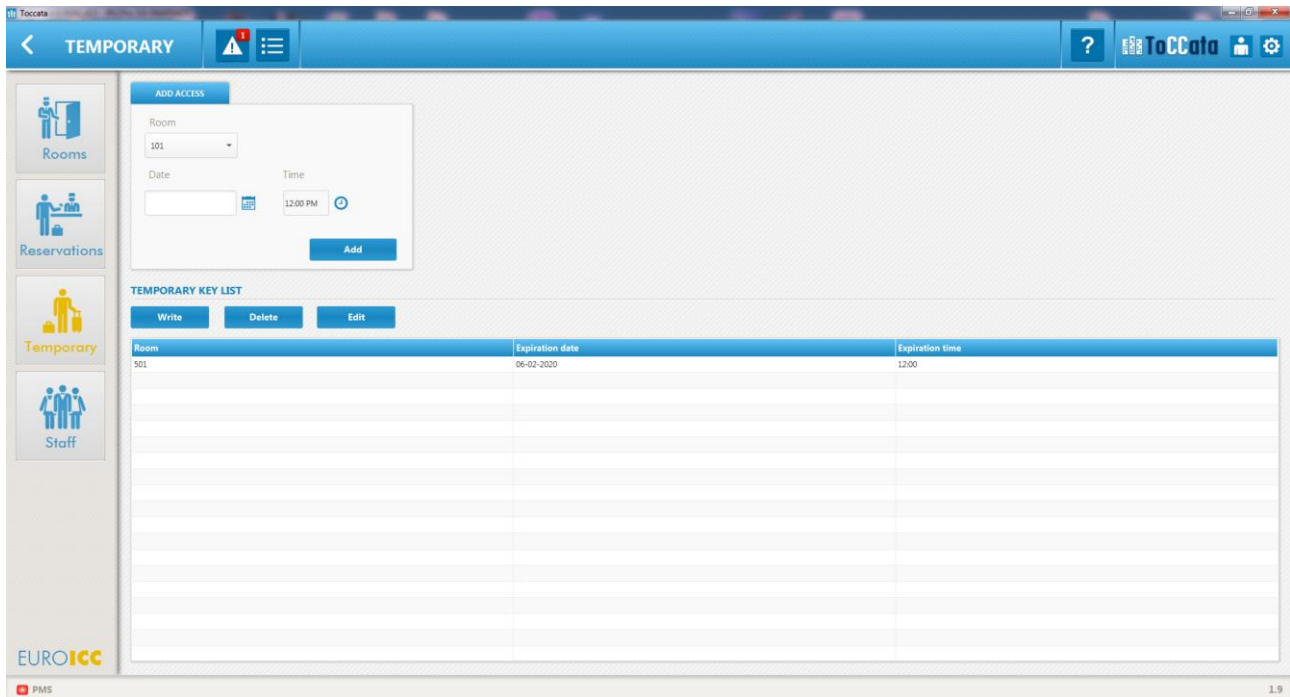 Toccata
TEMPORARY
1
?
ToCCata
Rooms
Reservations
Temporary
Staff
EUROICC
ADD ACCESS
Room
101
Date Time
12:00 PM
Add
TEMPORARY KEY LIST
Write Delete Edit
Room Expiration date Expiration time
501 06-02-2020 12:00
PMS 1.9